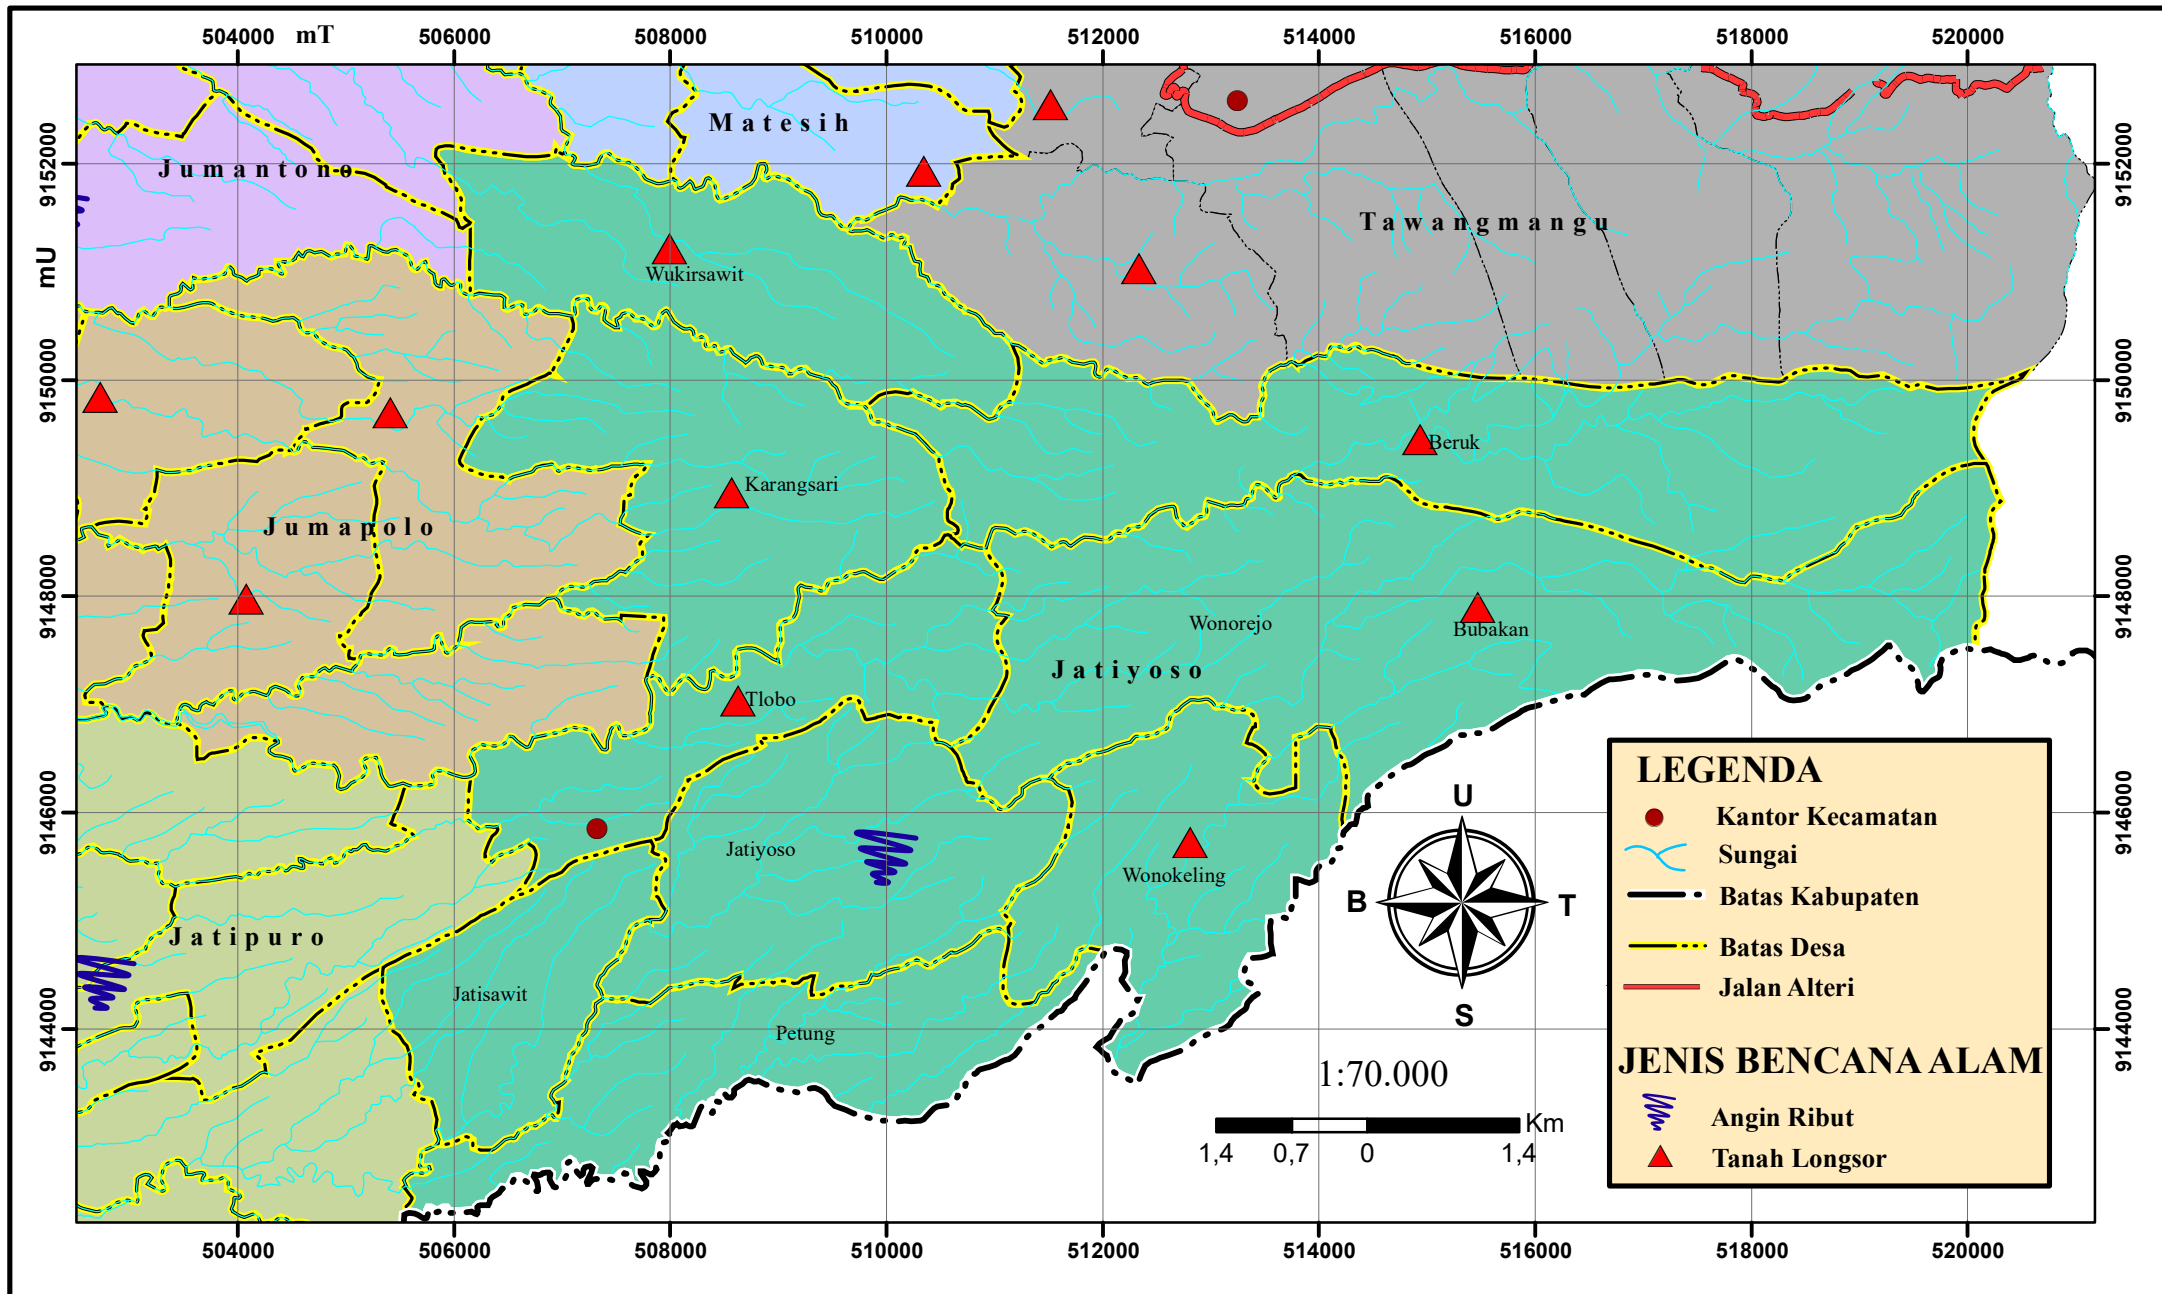 504000 mT 506000 508000 510000 512000 514000 516000 518000 520000
9152000
mU
9150000
9148000
9146000
9144000
9152000
9150000
9148000
9146000
9144000
Matesih
Jumantono
Tawangmangu
Wukirsawit
Beruk
Karangsari
Jumapolo
Wonorejo
Bubakan
Jatiyoso
Tlobo
Jatiyoso
Wonokeling
Jatipuro
Jatisawit
Petung
U
B T
S
1:70.000
Km
1,4 0,7 0 1,4
LEGENDA
Kantor Kecamatan
Sungai
Batas Kabupaten
Batas Desa
Jalan Alteri
JENIS BENCANA ALAM
Angin Ribut
Tanah Longsor
504000 506000 508000 510000 512000 514000 516000 518000 520000